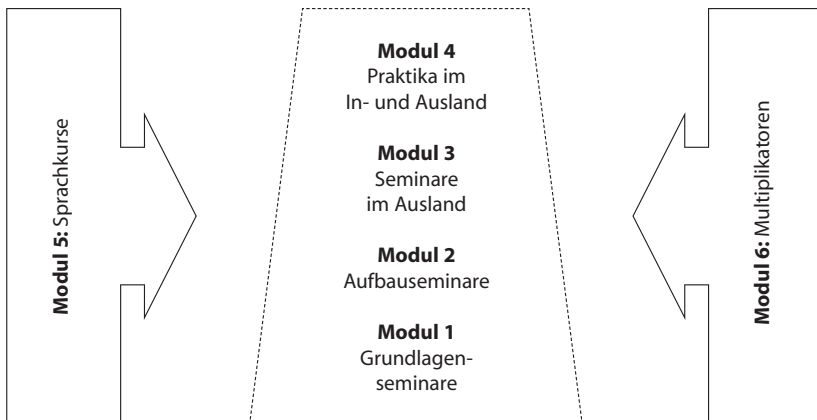 Modul 5: Sprachkurse
Modul 4
Praktika im
In- und Ausland
Modul 3
Seminare
im Ausland
Modul 2
Aufbauseminare
Modul 1
Grundlagen-
seminare
Modul 6: Multiplikatoren